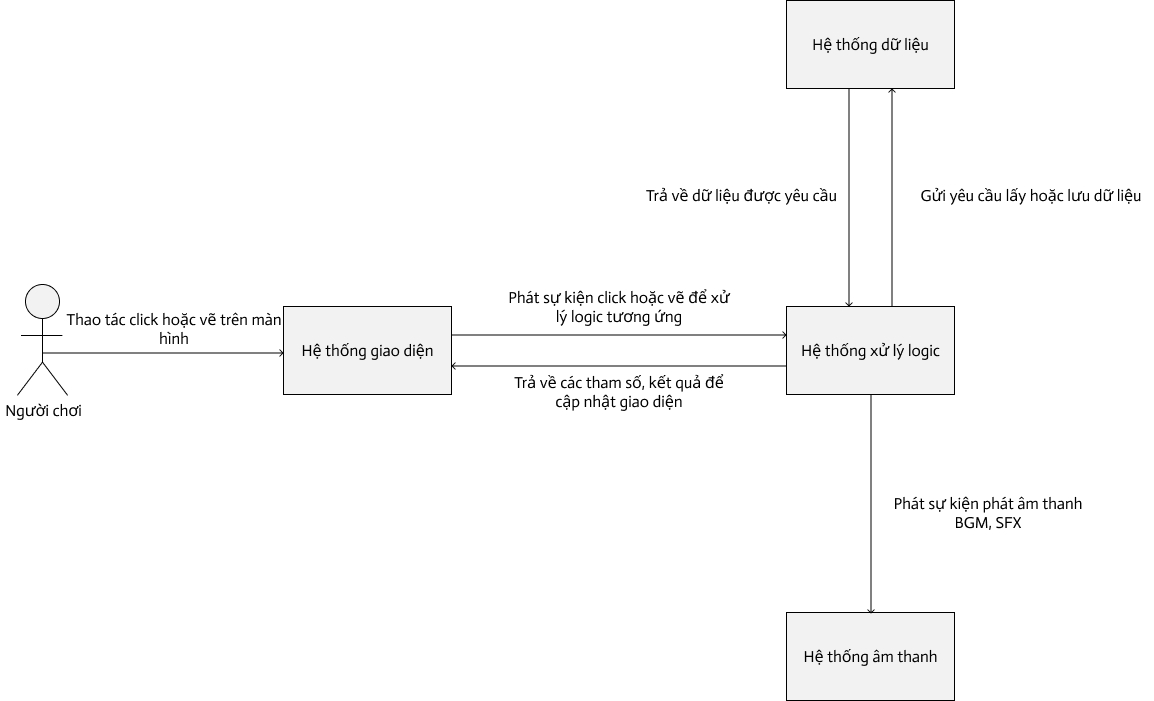 Hệ thống dữ liệu
Trả về dữ liệu được yêu cầu
Gửi yêu cầu lấy hoặc lưu dữ liệu
Thao tác click hoặc vẽ trên màn
hình
Người chơi
Hệ thống giao diện
Phát sự kiện click hoặc vẽ để xử
lý logic tương ứng
Trả về các tham số, kết quả để
cập nhật giao diện
Hệ thống xử lý logic
Phát sự kiện phát âm thanh
BGM, SFX
Hệ thống âm thanh